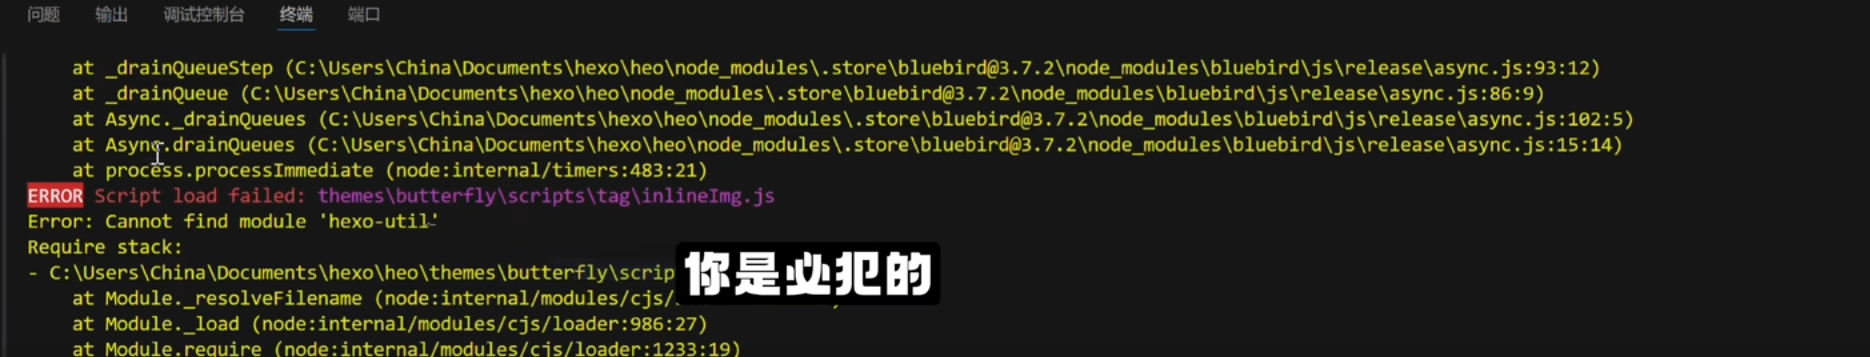 问题 输出 调试控制台 终端 端口
at _drainQueueStep (C:\Users\China\Documents\hexo\heo\node_modules\.store\bluebird@3.7.2\node_modules\bluebird\js\release\async.js:93:12)
at _drainQueue (C:\Users\China\Documents\hexo\heo\node_modules\.store\bluebird@3.7.2\node_modules\bluebird\js\release\async.js:86:9)
at Async._drainQueues (C:\Users\China\Documents\hexo\heo\node_modules\.store\bluebird@3.7.2\node_modules\bluebird\js\release\async.js:102:5)
at Async.drainQueues (C:\Users\China\Documents\hexo\heo\node_modules\.store\bluebird@3.7.2\node_modules\bluebird\js\release\async.js:15:14)
at process.processImmediate (node:internal/timers:483:21)
ERROR Script load failed: themes\butterfly\scripts\tag\inlineImg.js
Error: Cannot find module 'hexo-util'
Require stack:
- C:\Users\China\Documents\hexo\heo\themes\butterfly\scrip
你是必犯的
at Module._resolveFilename (node:internal/modules/cjs/
at Module._load (node:internal/modules/cjs/loader:986:27)
at Module.require (node:internal/modules/cjs/loader:1233:19)